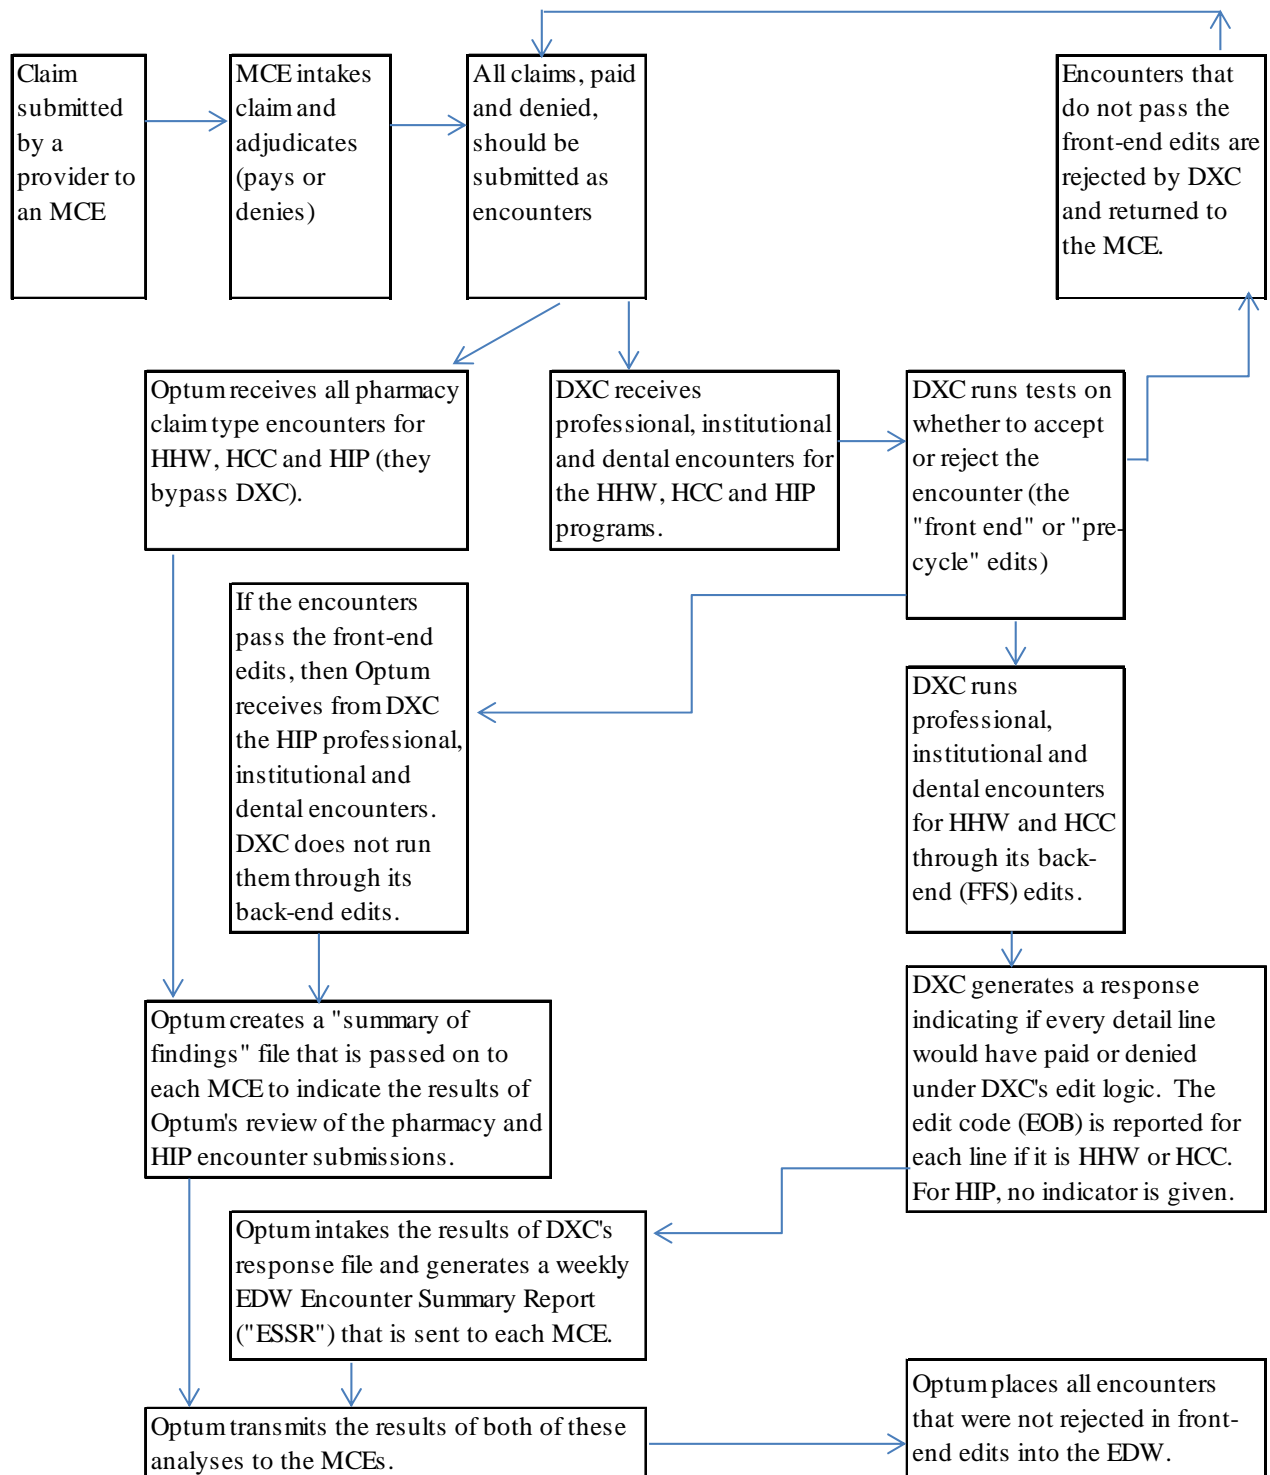 Claim
submitted
by a
provider to
an MCE
MCE intakes
claim and
adjudicates
(pays or
denies)
All claims, paid
and denied,
should be
submitted as
encounters
Encounters that
do not pass the
front-end edits are
rejected by DXC
and returned to
the MCE.
Optum receives all pharmacy
claim type encounters for
HHW, HCC and HIP (they
bypass DXC).
DXC receives
professional, institutional
and dental encounters for
the HHW, HCC and HIP
programs.
DXC runs tests on
whether to accept
or reject the
encounter (the
"front end" or "pre-
cycle" edits)
If the encounters
pass the front-end
edits, then Optum
receives from DXC
the HIP professional,
institutional and
dental encounters.
DXC does not run
them through its
back-end edits.
DXC runs
professional,
institutional and
dental encounters
for HHW and HCC
through its back-
end (FFS) edits.
Optum creates a "summary of
findings" file that is passed on to
each MCE to indicate the results of
Optum's review of the pharmacy and
HIP encounter submissions.
DXC generates a response
indicating if every detail line
would have paid or denied
under DXC's edit logic.  The
edit code (EOB) is reported for
each line if it is HHW or HCC.
For HIP, no indicator is given.
Optum intakes the results of DXC's
response file and generates a weekly
EDW Encounter Summary Report
("ESSR") that is sent to each MCE.
Optum transmits the results of both of these
analyses to the MCEs.
Optum places all encounters
that were not rejected in front-
end edits into the EDW.